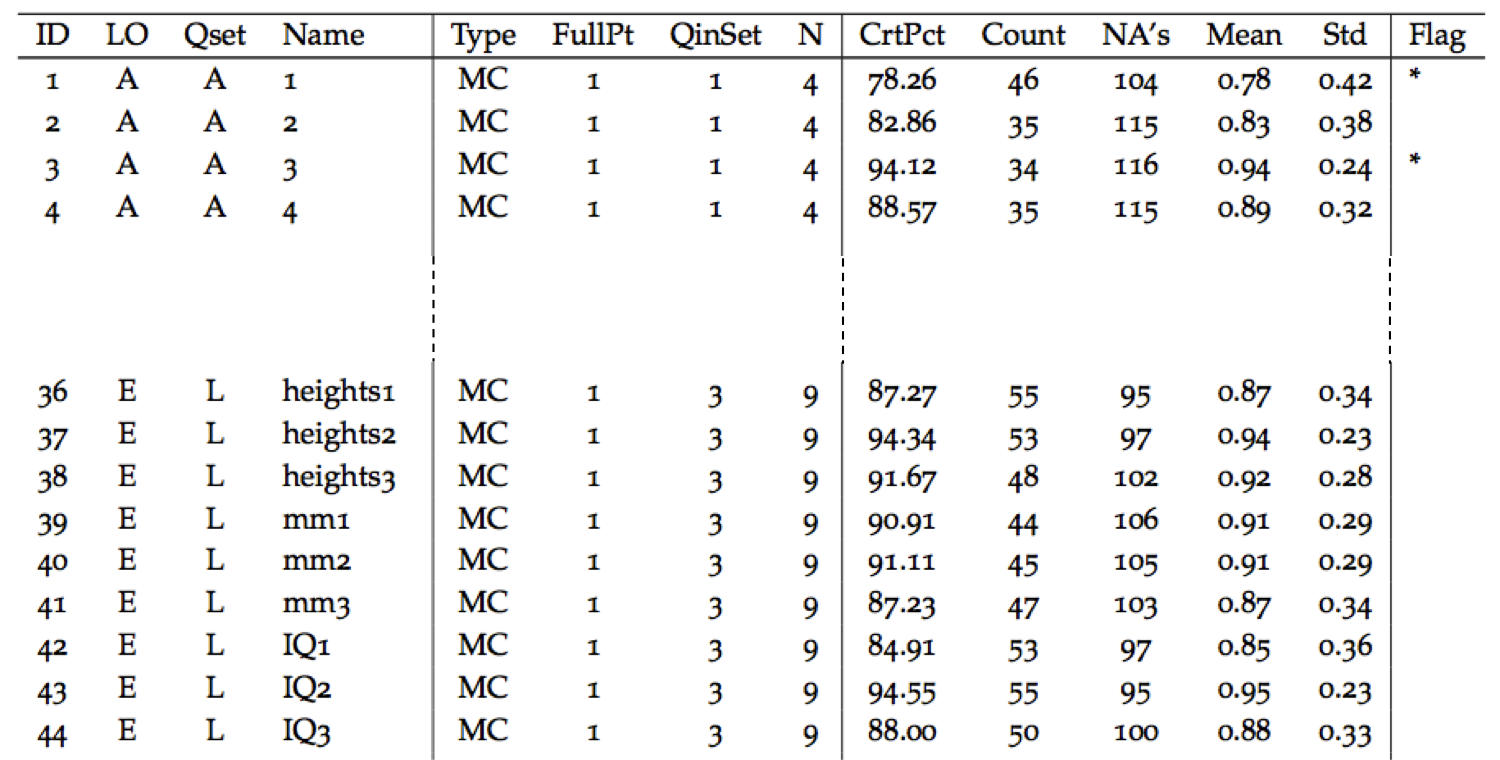 ID LO Qset Name Type FullPt QinSet N CrtPct Count NA's Mean Std Flag
1 A A 1 MC 1 1 4 78.26 46 104 0.78 0.42 *
2 A A 2 MC 1 1 4 82.86 35 115 0.83 0.38
3 A A 3 MC 1 1 4 94.12 34 116 0.94 0.24 *
4 A A 4 MC 1 1 4 88.57 35 115 0.89 0.32
36 E L heights1 MC 1 3 9 87.27 55 95 0.87 0.34
37 E L heights2 MC 1 3 9 94.34 53 97 0.94 0.23
38 E L heights3 MC 1 3 9 91.67 48 102 0.92 0.28
39 E L mm1 MC 1 3 9 90.91 44 106 0.91 0.29
40 E L mm2 MC 1 3 9 91.11 45 105 0.91 0.29
41 E L mm3 MC 1 3 9 87.23 47 103 0.87 0.34
42 E L IQ1 MC 1 3 9 84.91 53 97 0.85 0.36
43 E L IQ2 MC 1 3 9 94.55 55 95 0.95 0.23
44 E L IQ3 MC 1 3 9 88.00 50 100 0.88 0.33